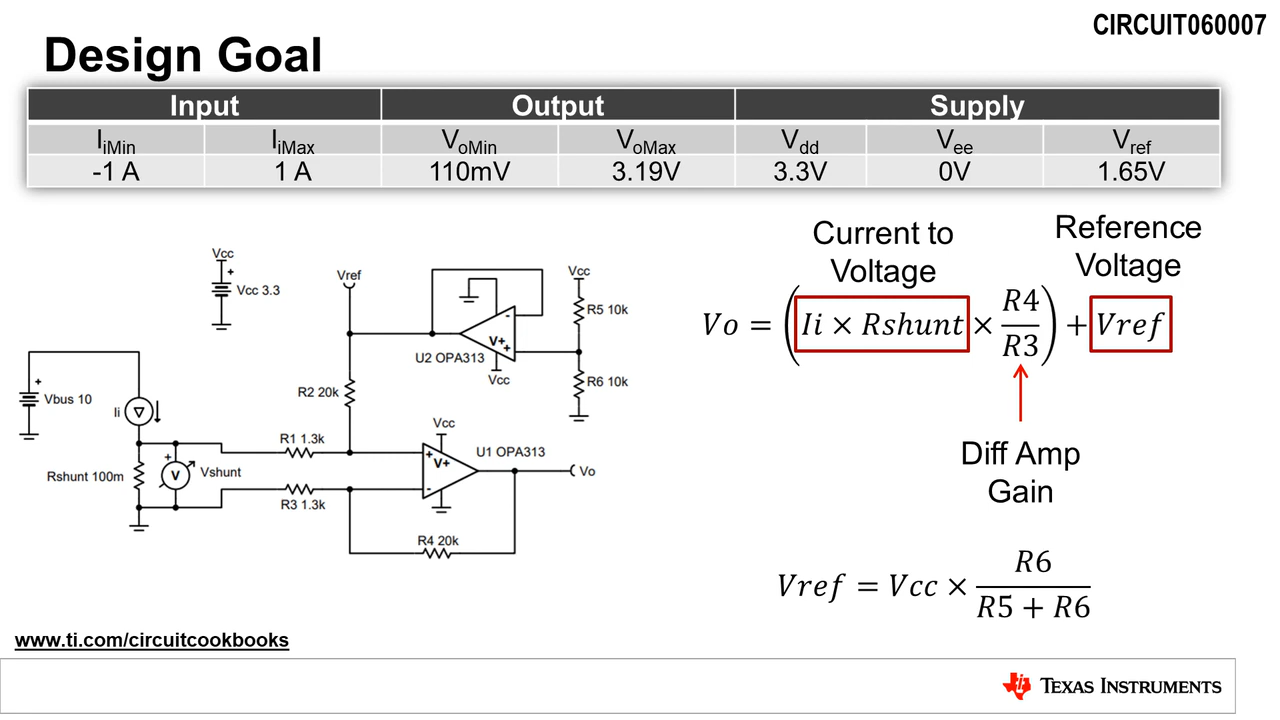 CIRCUIT060007
Design Goal
Input Output Supply
IiMin IiMax VoMin VoMax Vdd Vee Vref
-1 A 1 A 110mV 3.19V 3.3V 0V 1.65V
Current to
Voltage
Reference
Voltage
Vo = (Ii × Rshunt × R4/R3) + Vref
Diff Amp
Gain
Vref = Vcc × R6/(R5 + R6)
Vcc
+
Vcc 3.3
Vref
Vcc
R5 10k
-
V+
+
U2 OPA313
Vcc
R6 10k
R2 20k
+
Vbus 10
Ii
Rshunt 100m
+
V
Vshunt
R1 1.3k
R3 1.3k
Vcc
+
V+
-
U1 OPA313
Vo
R4 20k
www.ti.com/circuitcookbooks
TEXAS INSTRUMENTS